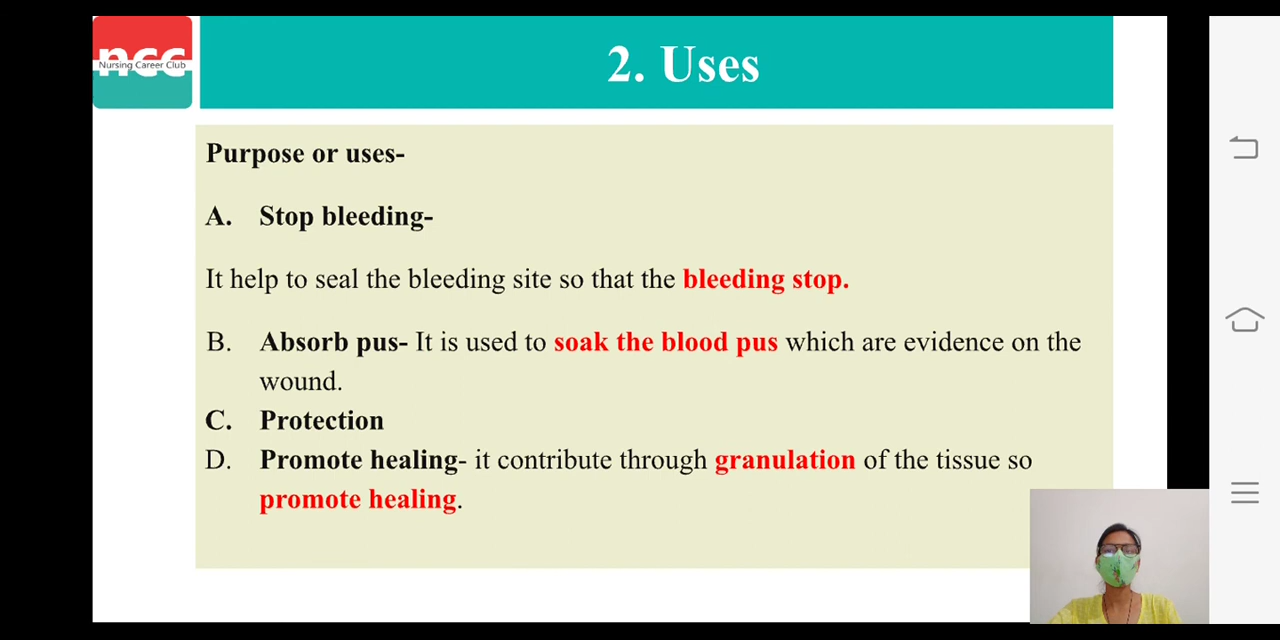 ncc
Nursing Career Club
2. Uses
Purpose or uses-
A. Stop bleeding-
It help to seal the bleeding site so that the bleeding stop.
B. Absorb pus- It is used to soak the blood pus which are evidence on the
wound.
C. Protection
D. Promote healing- it contribute through granulation of the tissue so
promote healing.